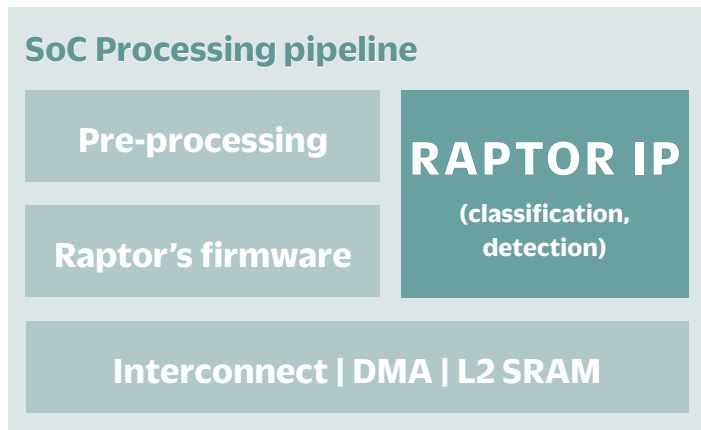 SoC Processing pipeline
Pre-processing
RAPTOR IP
(classification,
detection)
Raptor’s firmware
Interconnect | DMA | L2 SRAM